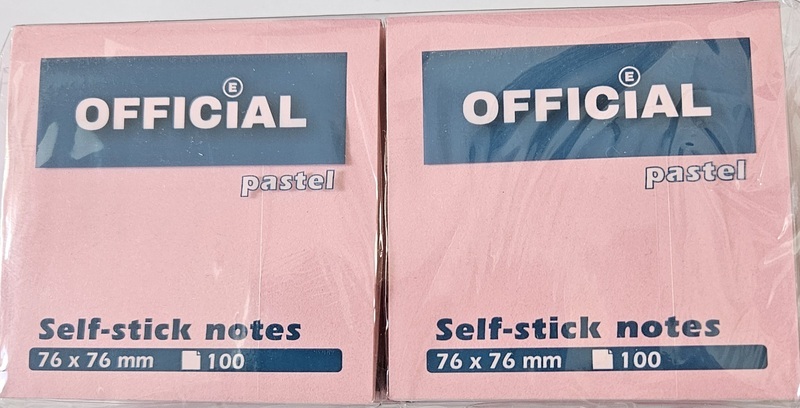 E
OFFICiAL
pastel
Self-stick notes
76 x 76 mm 100
E
OFFICiAL
pastel
Self-stick notes
76 x 76 mm 100